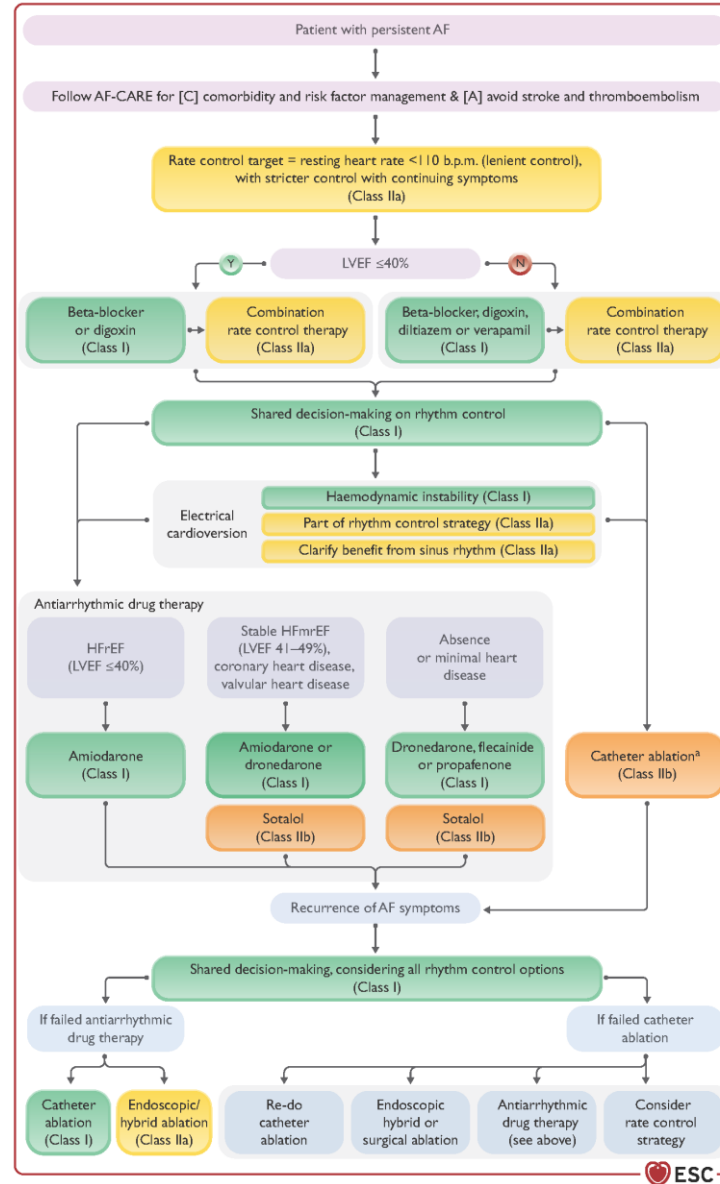 Patient with persistent AF
Follow AF-CARE for [C] comorbidity and risk factor management & [A] avoid stroke and thromboembolism
Rate control target = resting heart rate <110 b.p.m. (lenient control),
with stricter control with continuing symptoms
(Class IIa)
Y
LVEF ≤40%
N
Beta-blocker
or digoxin
(Class I)
Combination
rate control therapy
(Class IIa)
Beta-blocker, digoxin,
diltiazem or verapamil
(Class I)
Combination
rate control therapy
(Class IIa)
Shared decision-making on rhythm control
(Class I)
Electrical
cardioversion
Haemodynamic instability (Class I)
Part of rhythm control strategy (Class IIa)
Clarify benefit from sinus rhythm (Class IIa)
Antiarrhythmic drug therapy
HFrEF
(LVEF ≤40%)
Stable HFmrEF
(LVEF 41–49%),
coronary heart disease,
valvular heart disease
Absence
or minimal heart
disease
Amiodarone
(Class I)
Amiodarone or
dronedarone
(Class I)
Dronedarone, flecainide
or propafenone
(Class I)
Catheter ablationᵃ
(Class IIb)
Sotalol
(Class IIb)
Sotalol
(Class IIb)
Recurrence of AF symptoms
Shared decision-making, considering all rhythm control options
(Class I)
If failed antiarrhythmic
drug therapy
If failed catheter
ablation
Catheter
ablation
(Class I)
Endoscopic/
hybrid ablation
(Class IIa)
Re-do
catheter
ablation
Endoscopic
hybrid or
surgical ablation
Antiarrhythmic
drug therapy
(see above)
Consider
rate control
strategy
ESC